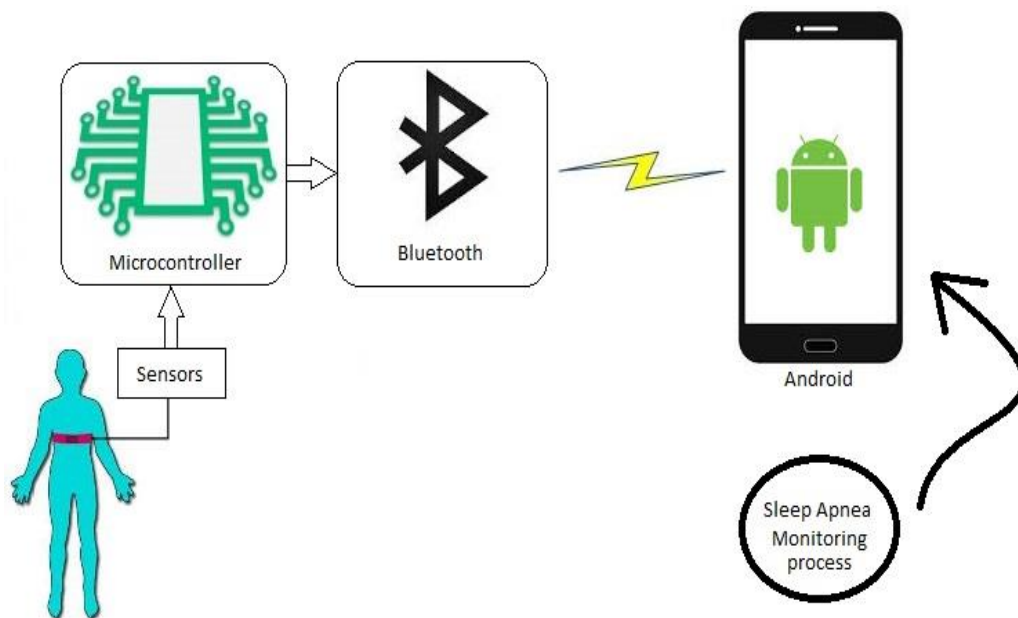 Microcontroller
Bluetooth
Sensors
Android
Sleep Apnea
Monitoring
process